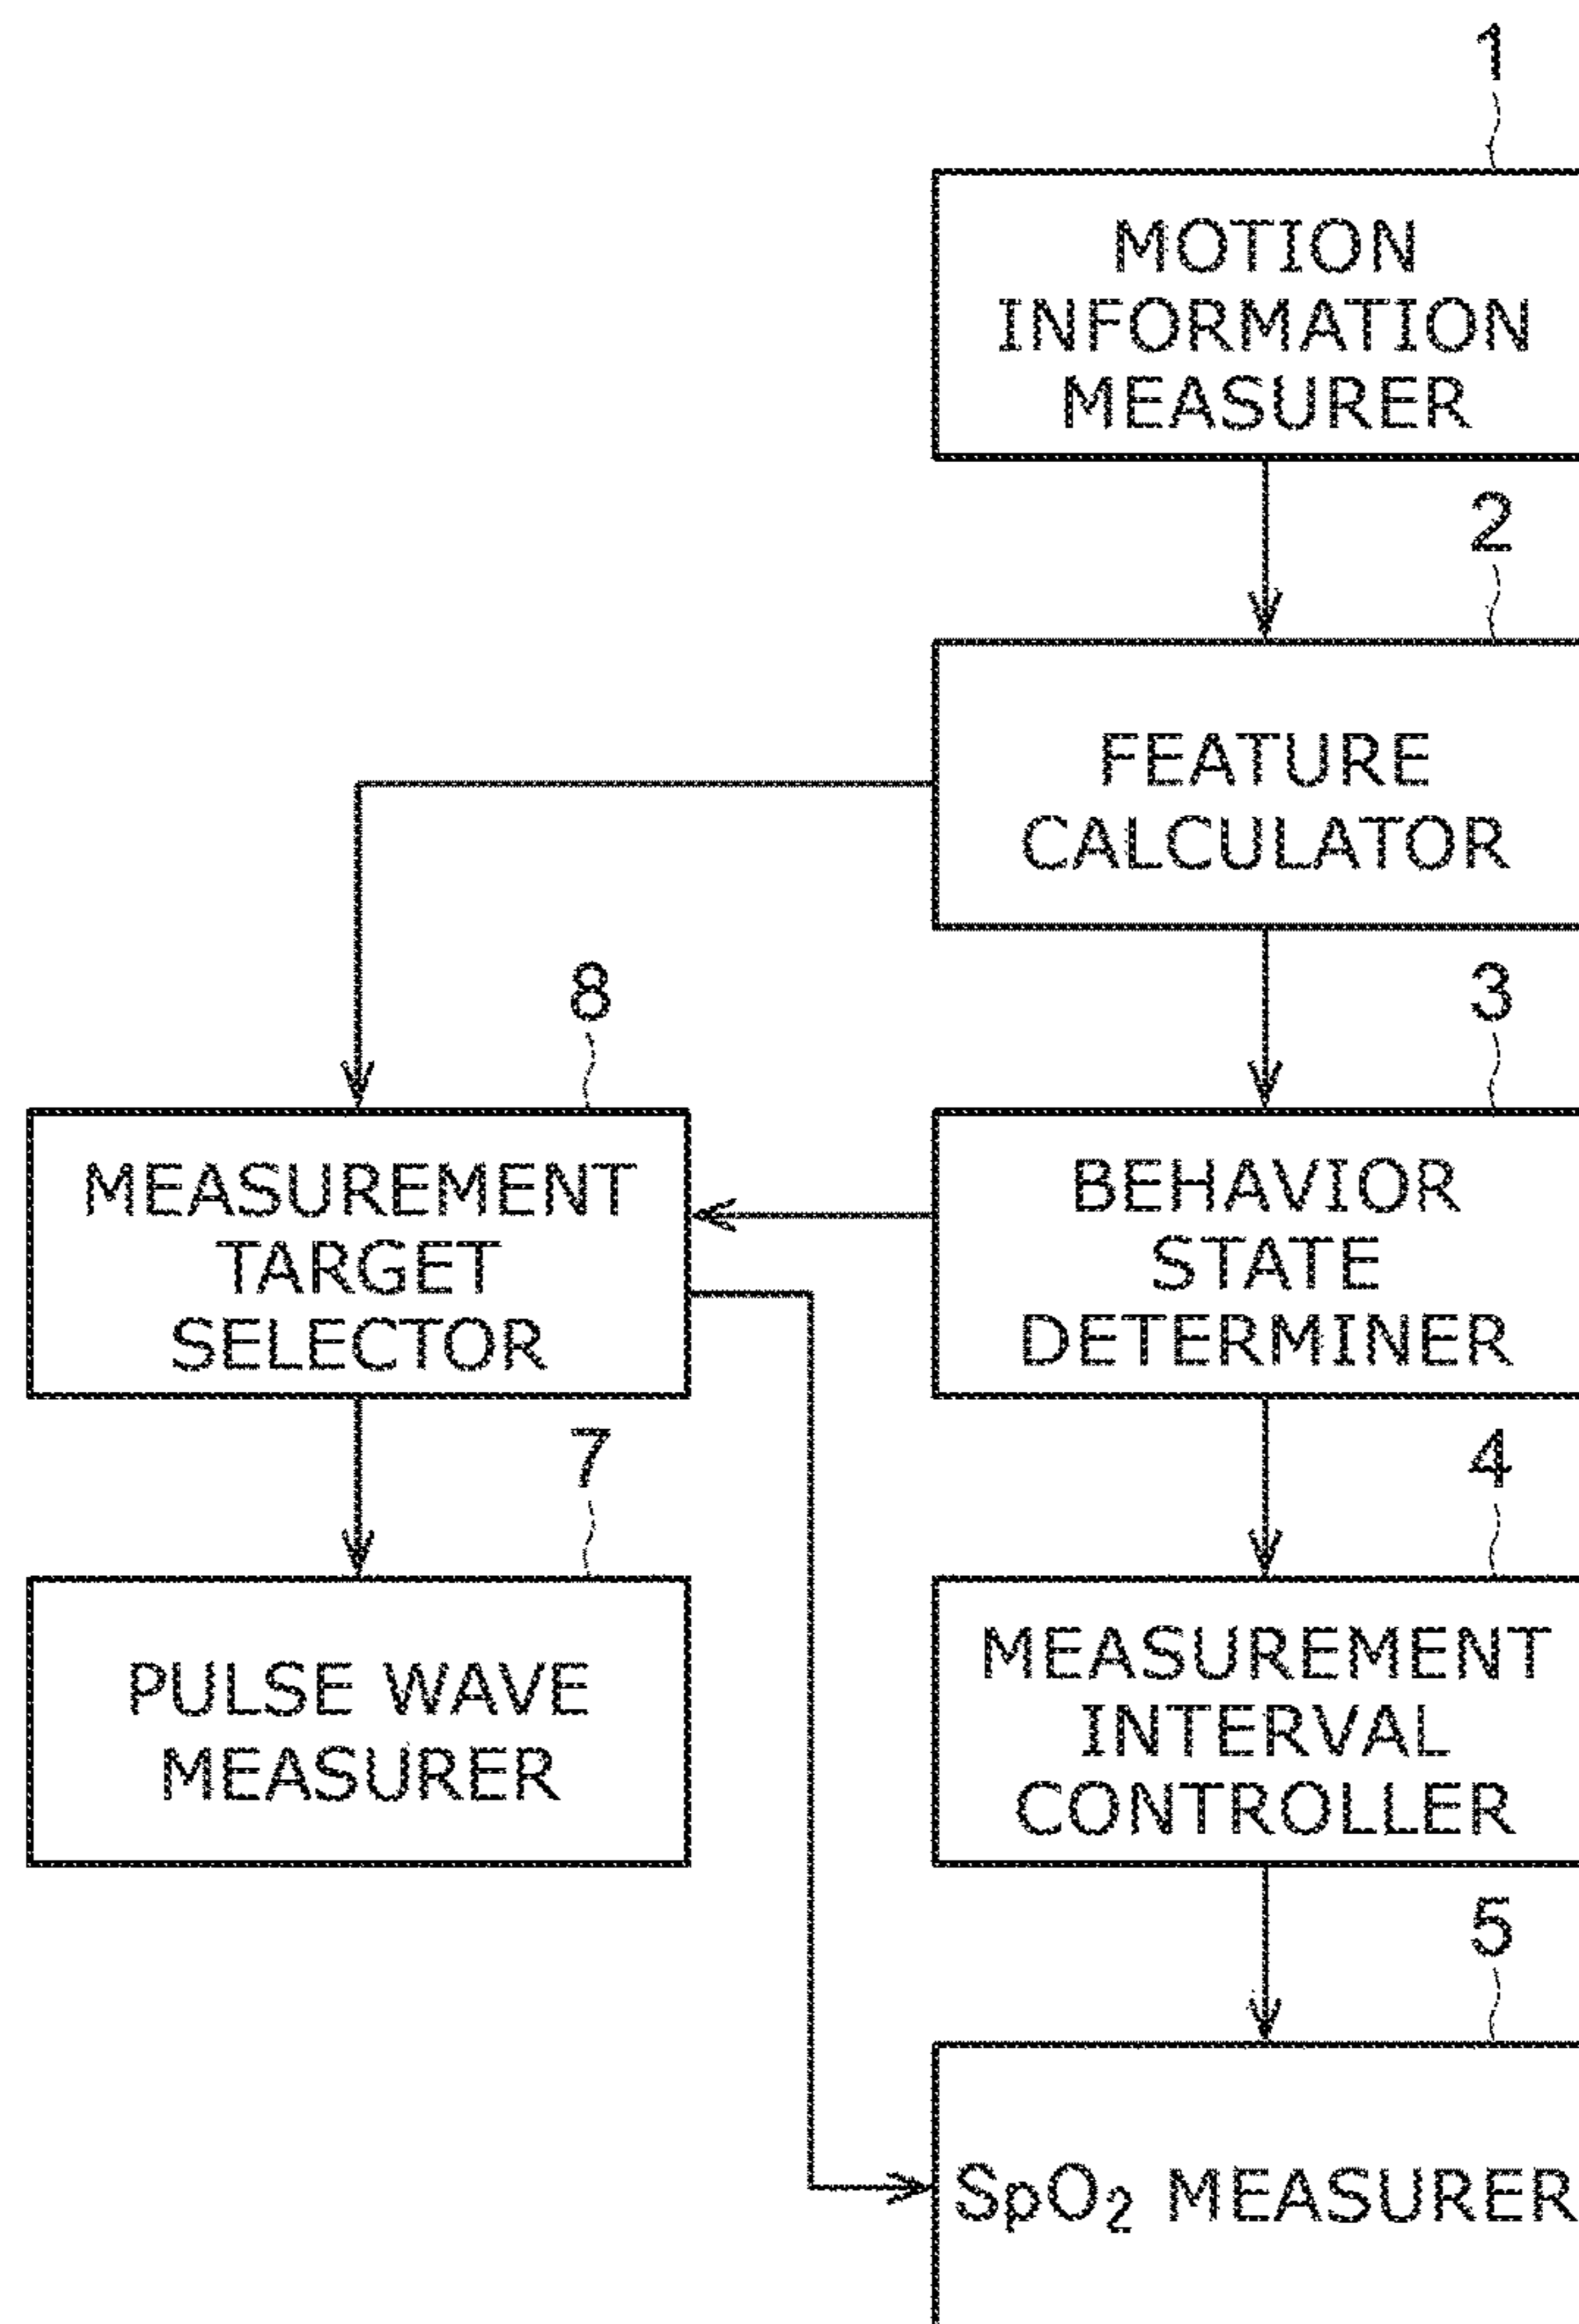 1
MOTION
INFORMATION
MEASURER
2
FEATURE
CALCULATOR
8
MEASUREMENT
TARGET
SELECTOR
3
BEHAVIOR
STATE
DETERMINER
7
PULSE WAVE
MEASURER
4
MEASUREMENT
INTERVAL
CONTROLLER
5
SpO₂ MEASURER